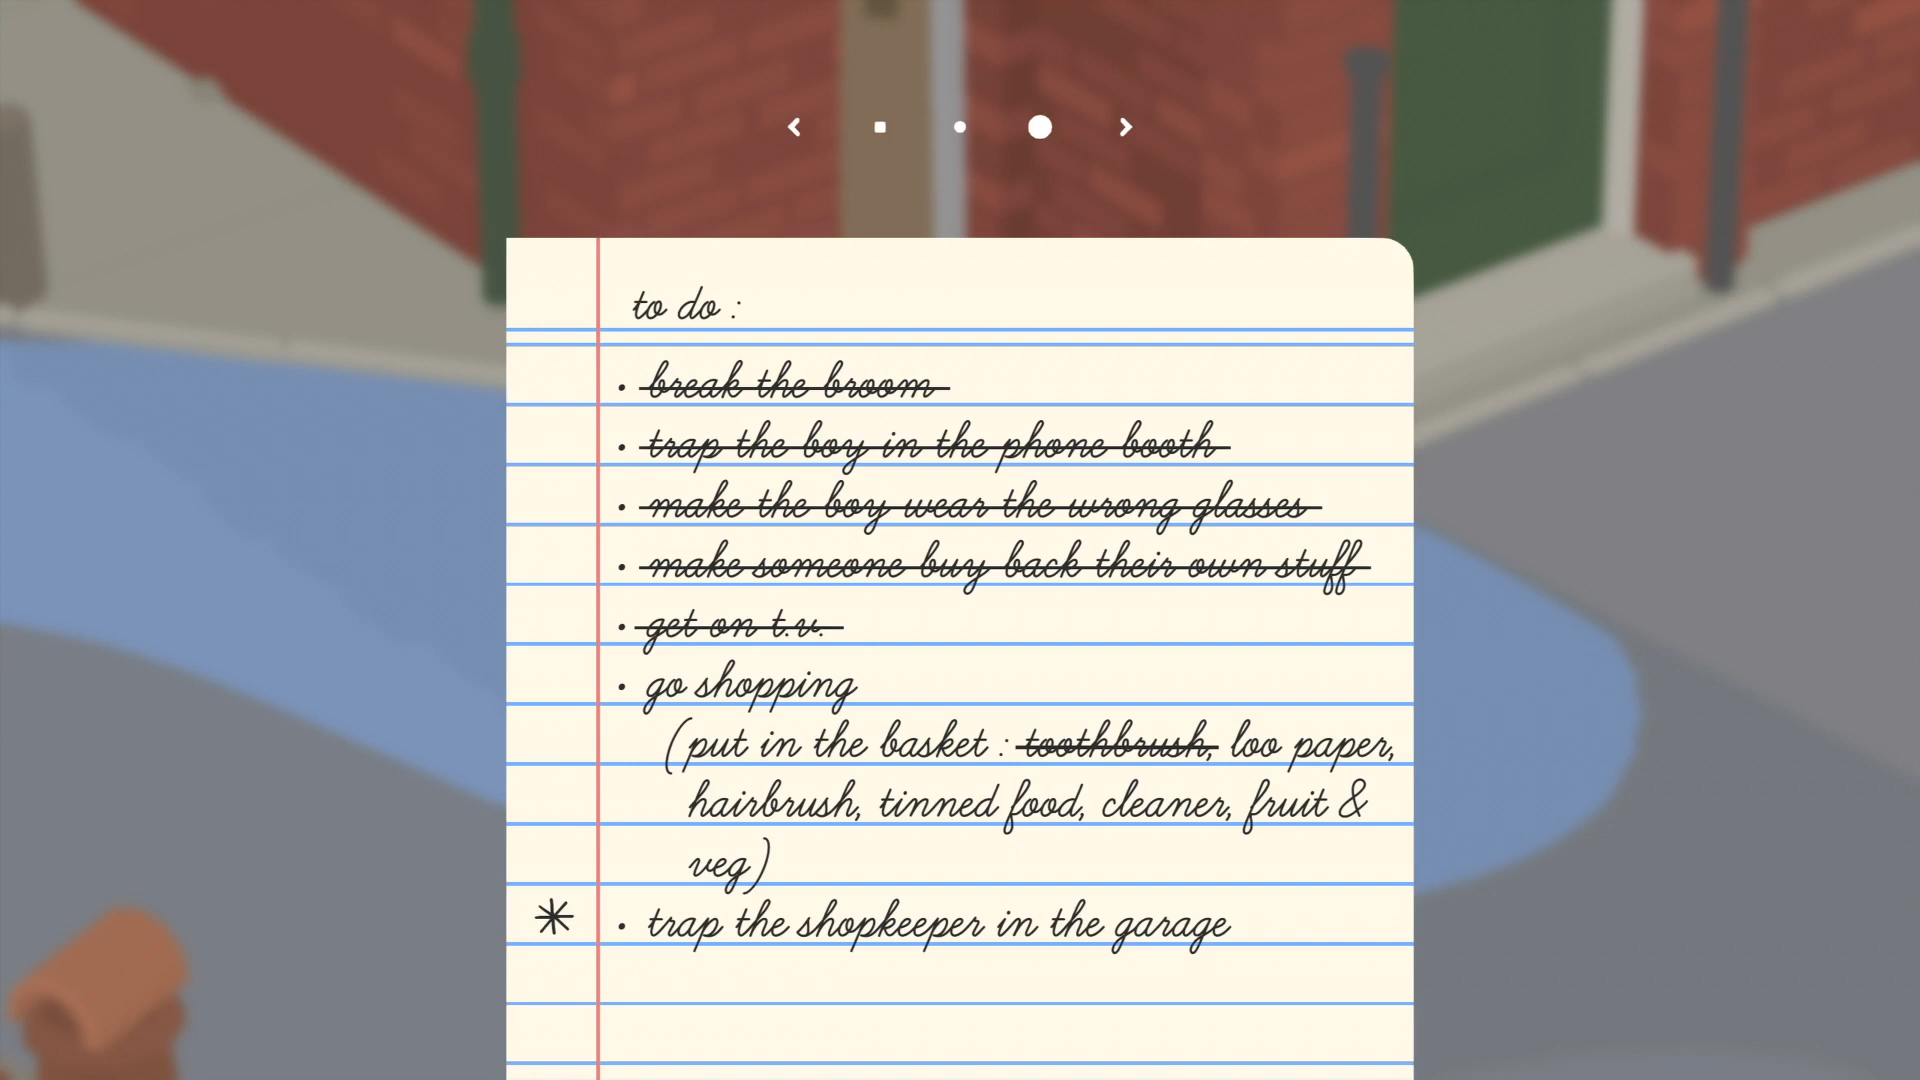 to do :
• break the broom
• trap the boy in the phone booth
• make the boy wear the wrong glasses
• make someone buy back their own stuff
• get on t.v.
• go shopping
(put in the basket : toothbrush, loo paper,
hairbrush, tinned food, cleaner, fruit &
veg)
* • trap the shopkeeper in the garage